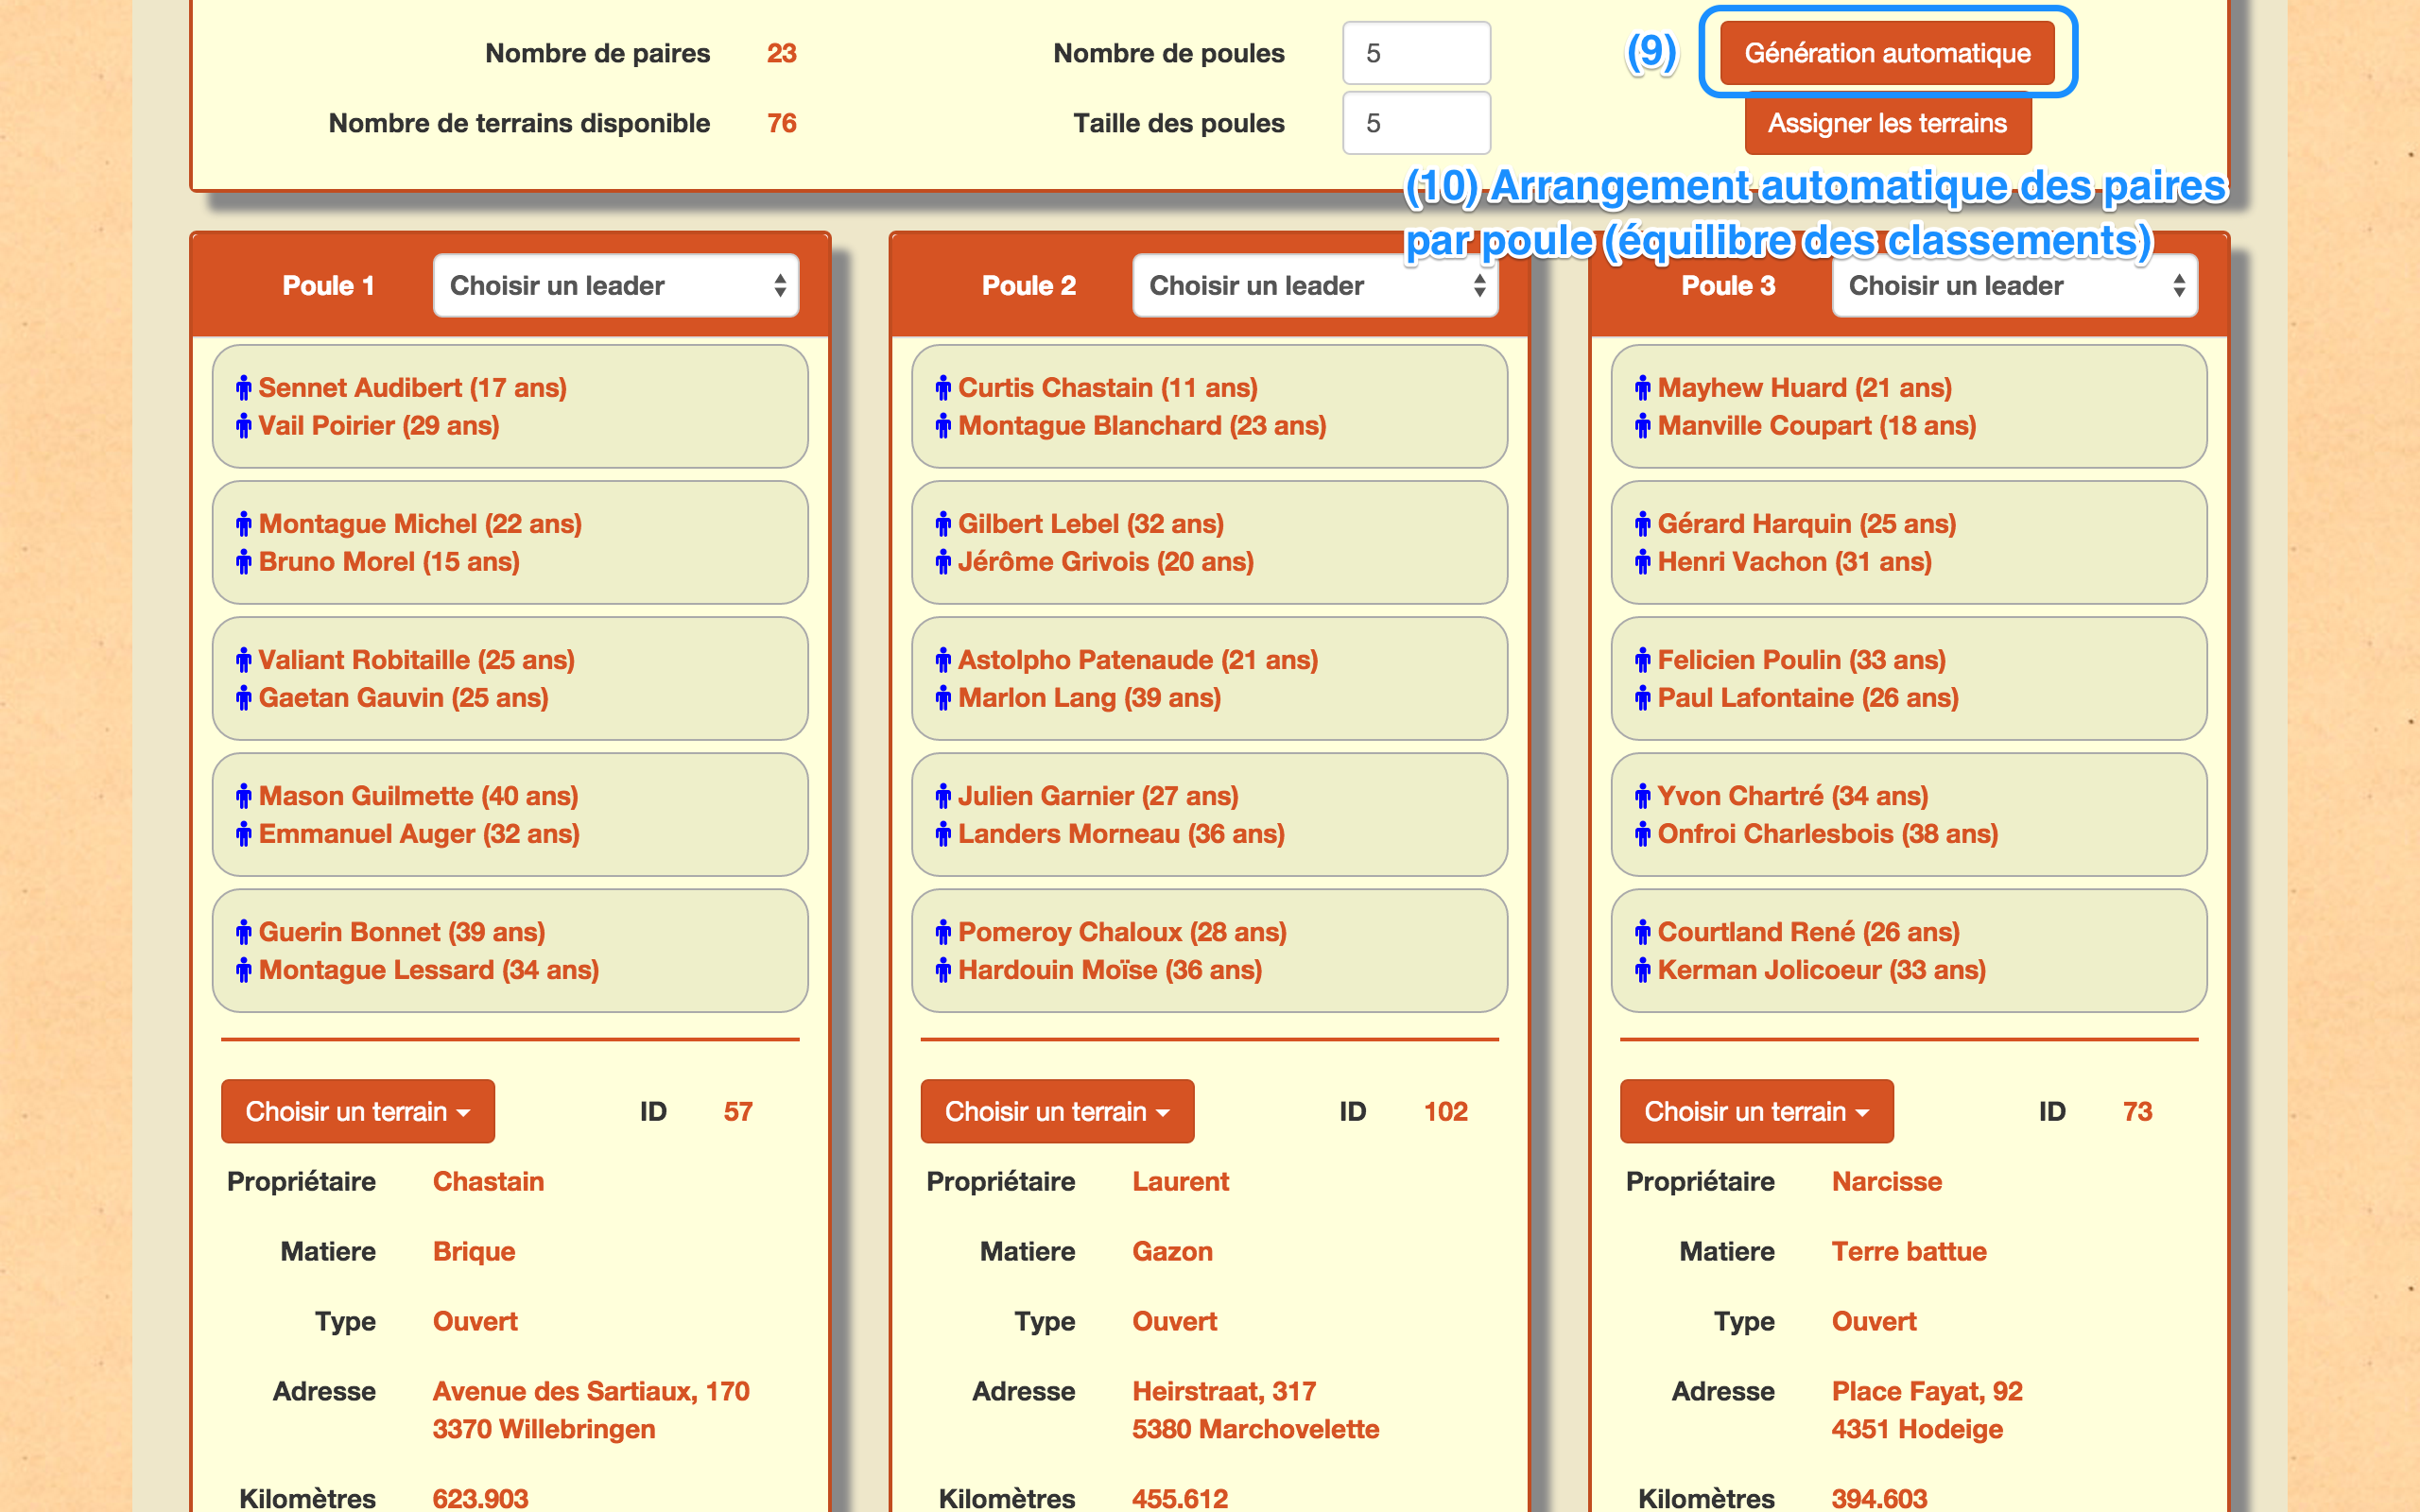 Nombre de paires 23 Nombre de poules 5 (9) Génération automatique
Nombre de terrains disponible 76 Taille des poules 5 Assigner les terrains
(10) Arrangement automatique des paires
par poule (équilibre des classements)
Poule 1 Choisir un leader
Sennet Audibert (17 ans)
Vail Poirier (29 ans)
Montague Michel (22 ans)
Bruno Morel (15 ans)
Valiant Robitaille (25 ans)
Gaetan Gauvin (25 ans)
Mason Guilmette (40 ans)
Emmanuel Auger (32 ans)
Guerin Bonnet (39 ans)
Montague Lessard (34 ans)
Choisir un terrain ID 57
Propriétaire Chastain
Matiere Brique
Type Ouvert
Adresse Avenue des Sartiaux, 170
3370 Willebringen
Kilomètres 623.903
Poule 2 Choisir un leader
Curtis Chastain (11 ans)
Montague Blanchard (23 ans)
Gilbert Lebel (32 ans)
Jérôme Grivois (20 ans)
Astolpho Patenaude (21 ans)
Marlon Lang (39 ans)
Julien Garnier (27 ans)
Landers Morneau (36 ans)
Pomeroy Chaloux (28 ans)
Hardouin Moïse (36 ans)
Choisir un terrain ID 102
Propriétaire Laurent
Matiere Gazon
Type Ouvert
Adresse Heirstraat, 317
5380 Marchovelette
Kilomètres 455.612
Poule 3 Choisir un leader
Mayhew Huard (21 ans)
Manville Coupart (18 ans)
Gérard Harquin (25 ans)
Henri Vachon (31 ans)
Felicien Poulin (33 ans)
Paul Lafontaine (26 ans)
Yvon Chartré (34 ans)
Onfroi Charlesbois (38 ans)
Courtland René (26 ans)
Kerman Jolicoeur (33 ans)
Choisir un terrain ID 73
Propriétaire Narcisse
Matiere Terre battue
Type Ouvert
Adresse Place Fayat, 92
4351 Hodeige
Kilomètres 394.603